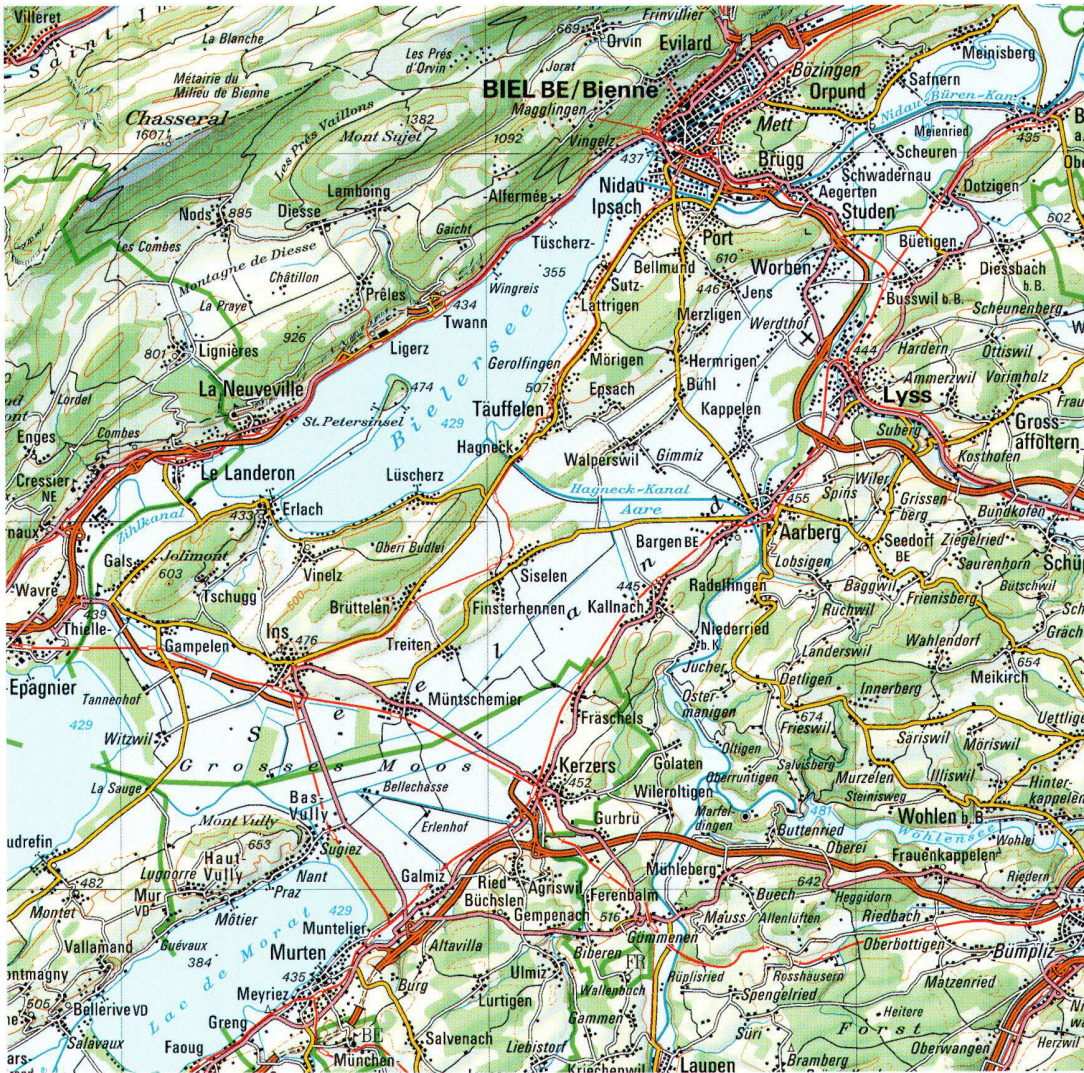 Villeret
Saint-I
La Blanche
669
Orvin
Frinvillier
Evilard
Meinisberg
Les Prés
d'Orvin
Jorat
Bözingen
Safnern
Métairie du
Milieu de Bienne
BIEL BE/Bienne
Orpund
Magglingen
Nidau-Büren-Kan.
Chasseral
1607
Les Prés Vaillons
1382
Mont Sujet
1092
Vingelz
Mett
Meienried
435
437
Brügg
Scheuren
Schwadernau
Alfermée
Nidau
Aegerten
Dotzigen
Lamboing
Ipsach
Studen
Nods
885
Diesse
602
Gaicht
Tüscherz-
Port
Büetigen
Les Combes
Montagne de Diesse
355
Bellmund
610
Worben
Diessbach
b. B.
Châtillon
Wingreis
Sutz-
Lattrigen
446
Jens
Busswil b. B.
Scheunenberg
La Praye
Prêles
434
Twann
Merzligen
Werdthof
926
Ligerz
Gerolfingen
Mörigen
Hermrigen
444
Hardern
Ottiswil
801
Lignières
474
507
Epsach
Bühl
Ammerzwil
Vorimholz
La Neuveville
Bielersee
Täuffelen
Kappelen
Lyss
Lordel
St. Petersinsel
429
Suberg
Gross-
affoltern
Enges
Combes
Hagneck
Walperswil
Gimmiz
Kosthofen
Cressier
NE
Le Landeron
Lüscherz
Hagneck-Kanal
455
Spins
Wiler
Grissen-
berg
Zihlkanal
433
Erlach
Aare
Bundkofen
Oberi Budlei
Bargen BE
Aarberg
Seedorf
BE
Ziegelried
Jolimont
Gals
603
Vinelz
Siselen
Lobsigen
Saurenhorn
Wavre
Tschugg
500
Brüttelen
Finsterhennen
445
Kallnach
Radelfingen
Baggwil
Bütschwil
439
Thielle-
Ruchwil
Frienisberg
Gampelen
Ins
476
Treiten
Niederried
b. K.
Landerswil
Wahlendorf
654
Epagnier
Tannenhof
Müntschemier
Jucher
Detligen
Meikirch
Oster-
manigen
Innerberg
429
Fräschels
674
Frieswil
Witzwil
Seeland
Oltigen
Säriswil
Möriswil
Grosses Moos
Kerzers
Golaten
Oberruntigen
Salvisberg
La Sauge
Bellechasse
452
Wileroltigen
Murzelen
Illiswil
Hinter-
kappelen
Bas-
Vully
Marfel-
dingen
481
Steinisweg
Mont Vully
653
Erlenhof
Gurbrü
Buttenried
Wohlen b. B.
Sugiez
Oberei
Wohlensee
Wohlei
Haut-
Vully
Mühleberg
Frauenkappelen
Lugnorre
Nant
Galmiz
Ried
Agriswil
Riedern
482
Mur
VD
Praz
Büchslen
Ferenbalm
642
Montet
429
Gempenach
516
Buech
Heggidorn
Môtier
Muntelier
Mauss
Allenlüften
Riedbach
Vallamand
Guévaux
Altavilla
Gümmenen
Oberbottigen
384
Murten
Biberen
FR
Bümpliz
Lac de Morat
Ulmiz
Rüplisried
Rosshäusern
435
505
Burg
Wallenbuch
Matzenried
Bellerive VD
Meyriez
Lurtigen
Spengelried
Greng
Gammen
Heitere
Salavaux
BE
Salvenach
Süri
Forst
Faoug
München
Liebistorf
Kriechenwil
Laupen
Bramberg
Oberwangen
Herzwil